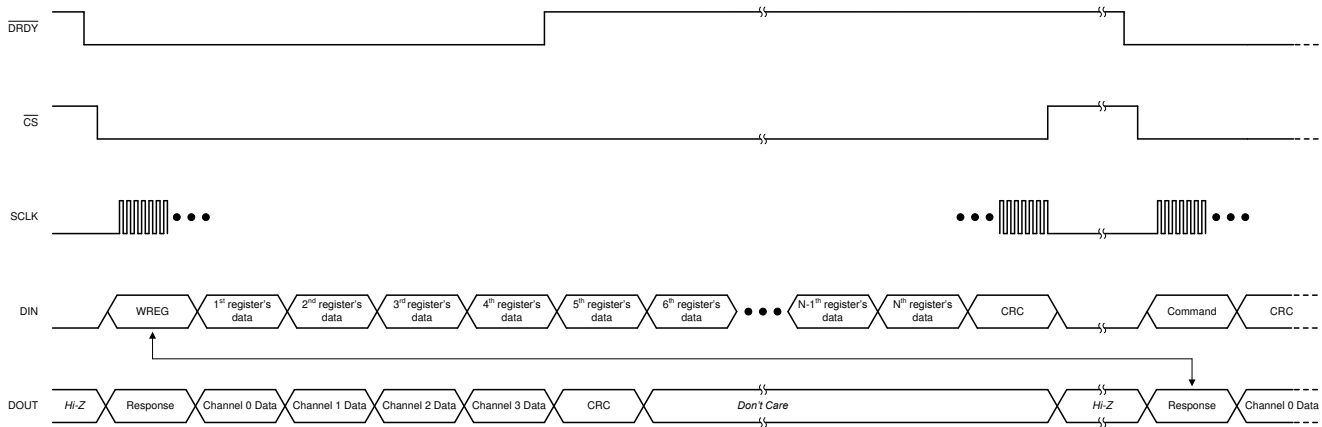 DRDY
CS
SCLK
DIN
WREG
1st register's
data
2nd register's
data
3rd register's
data
4th register's
data
5th register's
data
6th register's
data
N-1th register's
data
Nth register's
data
CRC
Command
CRC
DOUT
Hi-Z
Response
Channel 0 Data
Channel 1 Data
Channel 2 Data
Channel 3 Data
CRC
Don't Care
Hi-Z
Response
Channel 0 Data